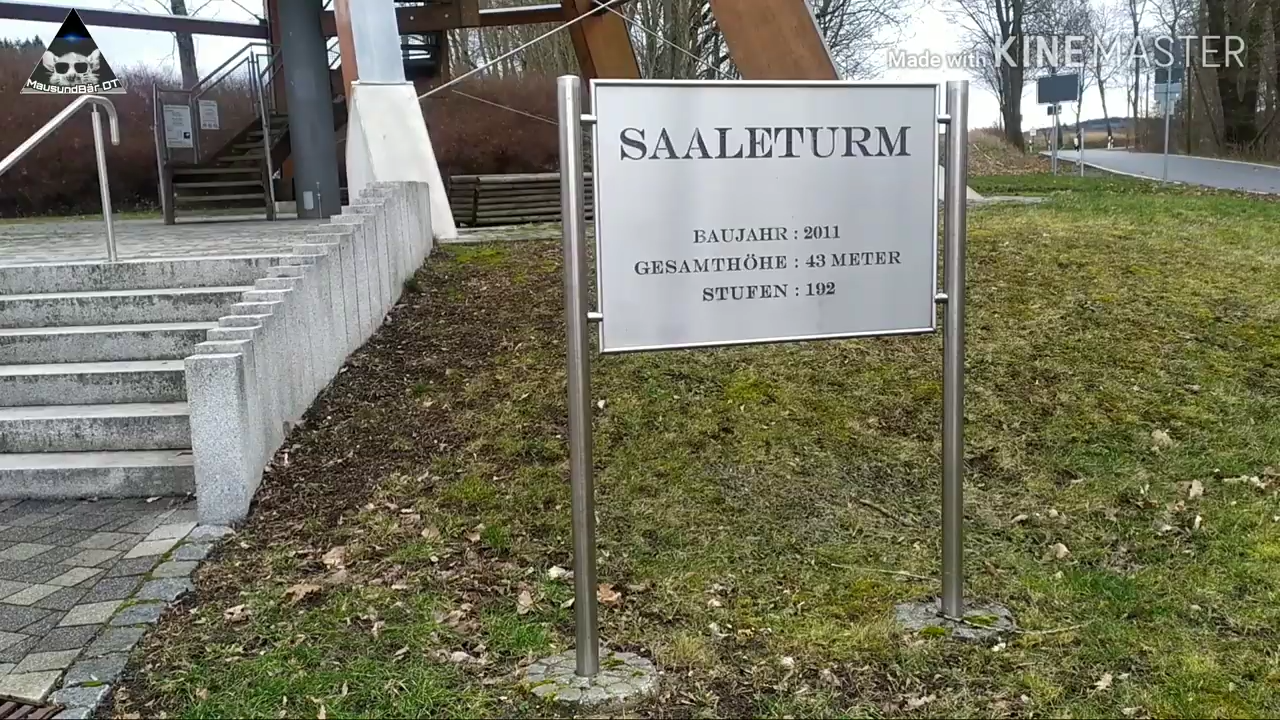 MausundBär OT
Made with KINEMASTER
SAALETURM
BAUJAHR : 2011
GESAMTHÖHE : 43 METER
STUFEN : 192